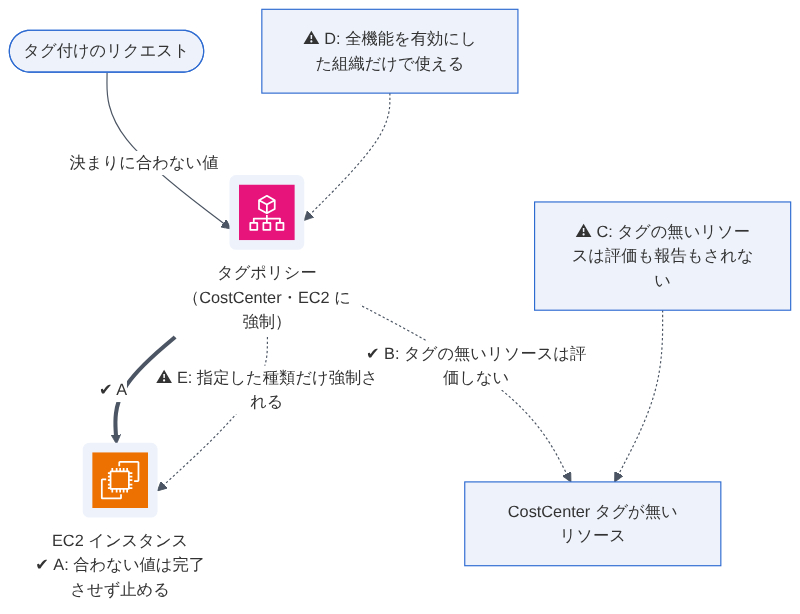 タグ付けのリクエスト
⚠ D: 全機能を有効にし
た組織だけで使える
決まりに合わない値
タグポリシー
（CostCenter・EC2 に
強制）
⚠ C: タグの無いリソー
スは評価も報告もされな
い
✔ A
⚠ E: 指定した種類だけ強制さ
れる
✔ B: タグの無いリソースは評
価しない
EC2 インスタンス
✔ A: 合わない値は完了
させず止める
CostCenter タグが無い
リソース